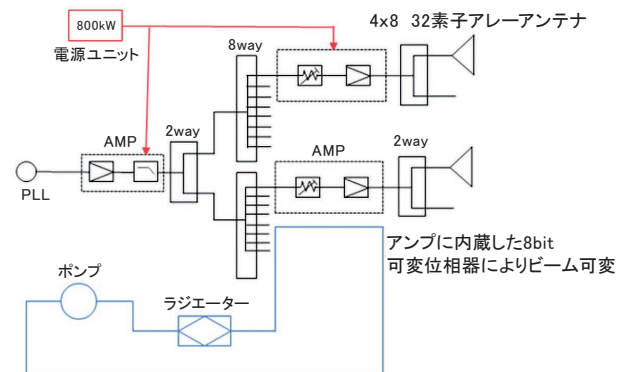 800kW
電源ユニット
4x8 32素子アレーアンテナ
8way
AMP
2way
PLL
AMP
2way
アンプに内蔵した8bit
可変位相器によりビーム可変
ポンプ
ラジエーター